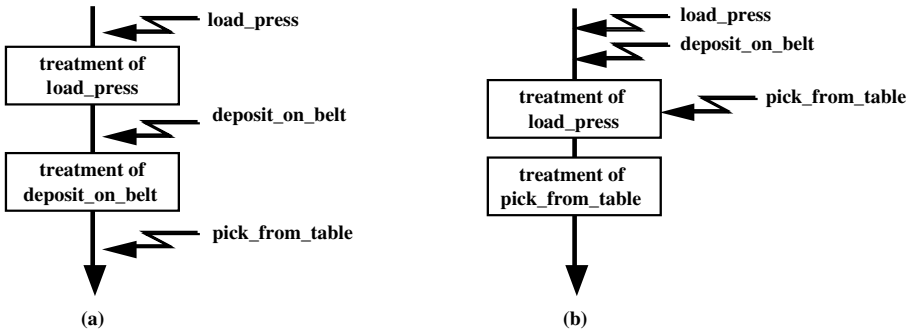 load_press
treatment of
load_press
deposit_on_belt
treatment of
deposit_on_belt
pick_from_table
(a)
load_press
deposit_on_belt
treatment of
load_press
pick_from_table
treatment of
pick_from_table
(b)